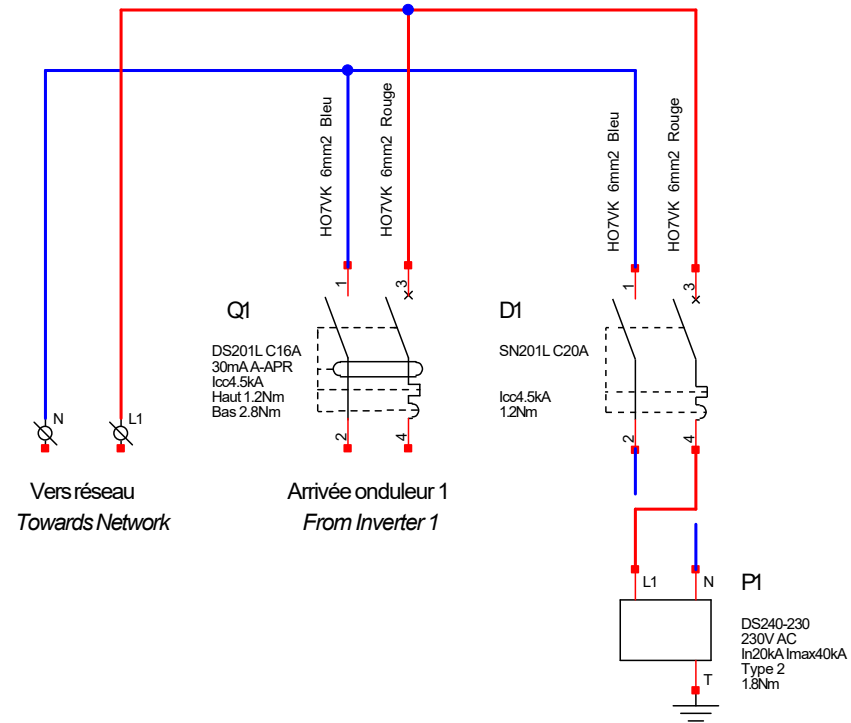 HO7VK 6mm2 Bleu
HO7VK 6mm2 Rouge
HO7VK 6mm2 Bleu
HO7VK 6mm2 Rouge
1
3
Q1
DS201L C16A
30mA A-APR
Icc4.5kA
Haut 1.2Nm
Bas 2.8Nm
2
4
1
3
D1
SN201L C20A
Icc4.5kA
1.2Nm
2
4
N
L1
Vers réseau
Towards Network
Arrivée onduleur 1
From Inverter 1
L1
N
P1
DS240-230
230V AC
In20kA Imax40kA
Type 2
1.8Nm
T